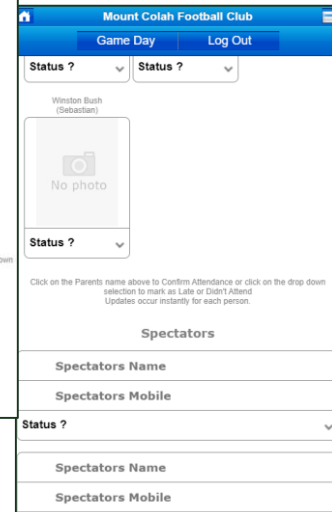 Mount Colah Football Club
Game Day Log Out
Status ? Status ?
Winston Bush
(Sebastian)
No photo
Status ?
own
Click on the Parents name above to Confirm Attendance or click on the drop down
selection to mark as Late or Didn't Attend
Updates occur instantly for each person.
Spectators
Spectators Name
Spectators Mobile
Status ?
Spectators Name
Spectators Mobile